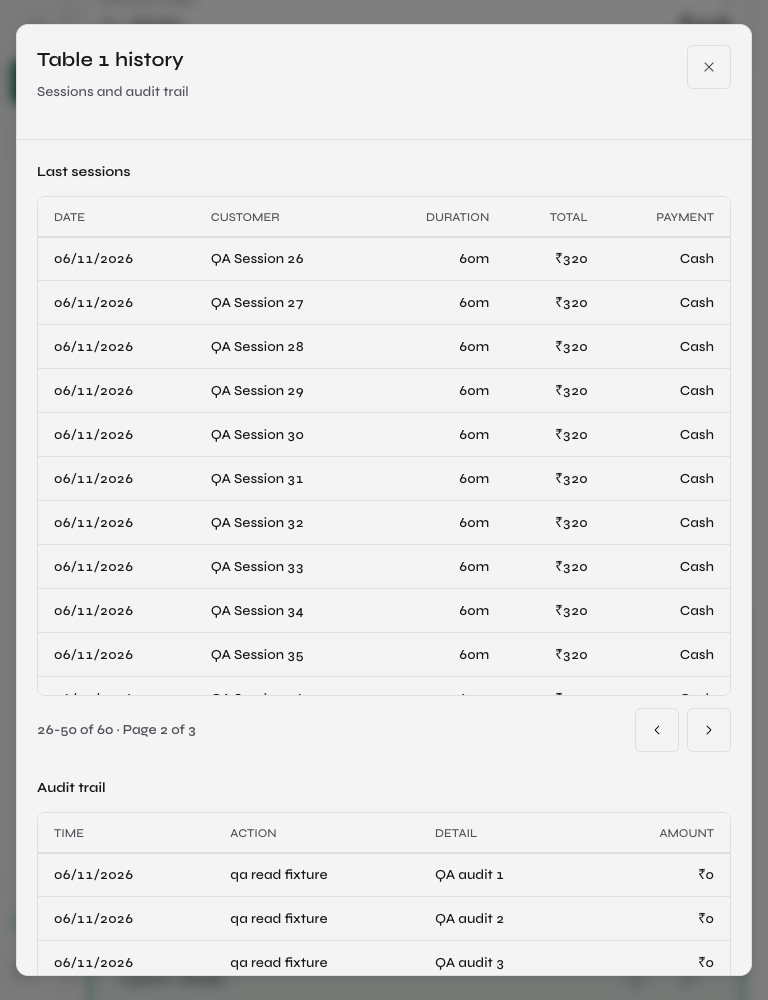 Table 1 history
Sessions and audit trail
Last sessions
DATE CUSTOMER DURATION TOTAL PAYMENT
06/11/2026 QA Session 26 60m ₹320 Cash
06/11/2026 QA Session 27 60m ₹320 Cash
06/11/2026 QA Session 28 60m ₹320 Cash
06/11/2026 QA Session 29 60m ₹320 Cash
06/11/2026 QA Session 30 60m ₹320 Cash
06/11/2026 QA Session 31 60m ₹320 Cash
06/11/2026 QA Session 32 60m ₹320 Cash
06/11/2026 QA Session 33 60m ₹320 Cash
06/11/2026 QA Session 34 60m ₹320 Cash
06/11/2026 QA Session 35 60m ₹320 Cash
26-50 of 60 · Page 2 of 3
Audit trail
TIME ACTION DETAIL AMOUNT
06/11/2026 qa read fixture QA audit 1 ₹0
06/11/2026 qa read fixture QA audit 2 ₹0
06/11/2026 qa read fixture QA audit 3 ₹0